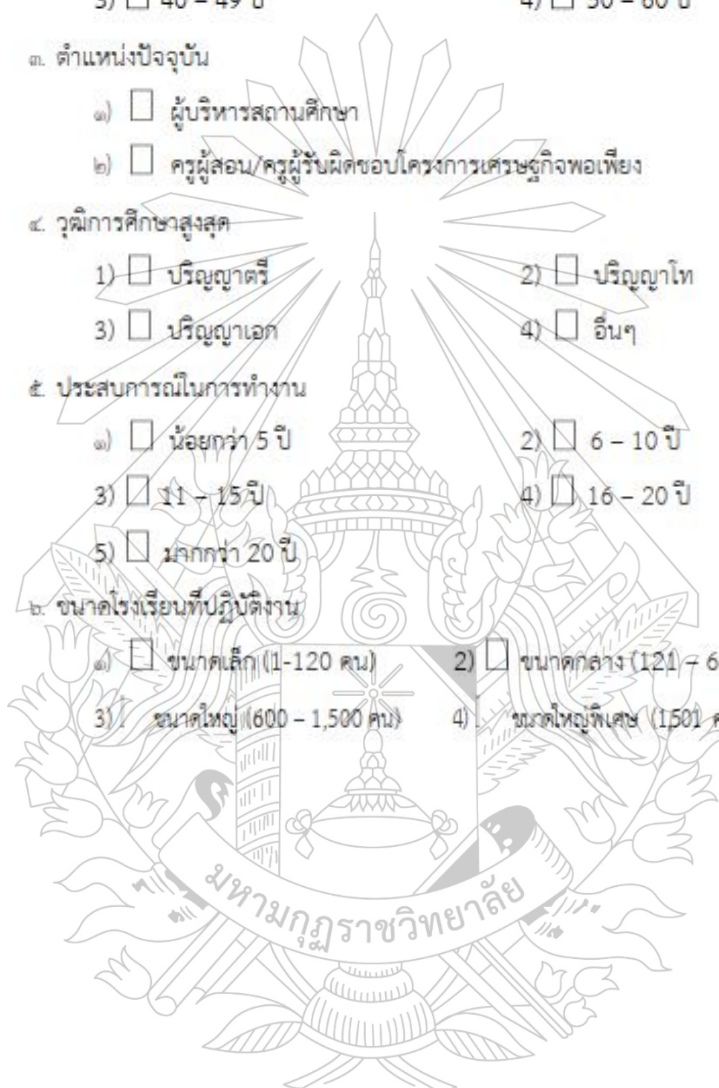 3) ☐ 40 – 49 ปี 4) ☐ 50 – 60 ปี
๓. ตำแหน่งปัจจุบัน
๑) ☐ ผู้บริหารสถานศึกษา
๒) ☐ ครูผู้สอน/ครูผู้รับผิดชอบโครงการเศรษฐกิจพอเพียง
๔. วุฒิการศึกษาสูงสุด
1) ☐ ปริญญาตรี 2) ☐ ปริญญาโท
3) ☐ ปริญญาเอก 4) ☐ อื่นๆ
๕. ประสบการณ์ในการทำงาน
๑) ☐ น้อยกว่า 5 ปี 2) ☐ 6 – 10 ปี
3) ☐ 11 – 15 ปี 4) ☐ 16 – 20 ปี
5) ☐ มากกว่า 20 ปี
๖. ขนาดโรงเรียนที่ปฏิบัติงาน
๑) ☐ ขนาดเล็ก (1-120 คน) 2) ☐ ขนาดกลาง (121 – 6
3) ขนาดใหญ่ (600 – 1,500 คน) 4) ขนาดใหญ่พิเศษ (1501
มหามกุฏราชวิทยาลัย